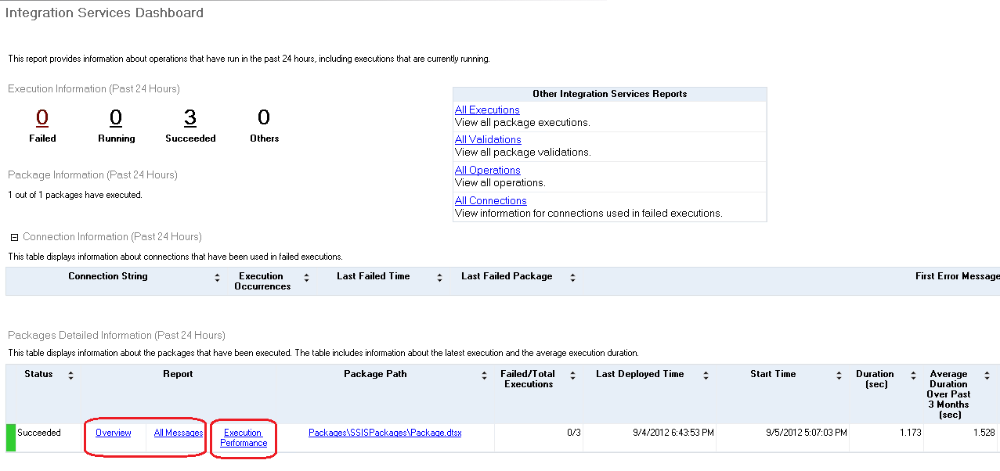 Integration Services Dashboard
This report provides information about operations that have run in the past 24 hours, including executions that are currently running.
Execution Information (Past 24 Hours)
0 0 3 0
Failed Running Succeeded Others
Package Information (Past 24 Hours)
1 out of 1 packages have executed.
Other Integration Services Reports
All Executions
View all package executions.
All Validations
View all package validations.
All Operations
View all operations.
All Connections
View information for connections used in failed executions.
Connection Information (Past 24 Hours)
This table displays information about connections that have been used in failed executions.
Connection String Execution Occurrences Last Failed Time Last Failed Package First Error Message
Packages Detailed Information (Past 24 Hours)
This table displays information about the packages that have been executed. The table includes information about the latest execution and the average execution duration.
Status Report Package Path Failed/Total Executions Last Deployed Time Start Time Duration (sec) Average Duration Over Past 3 Months (sec)
Succeeded Overview All Messages Execution Performance Packages\SSISPackages\Package.dtsx 0/3 9/4/2012 6:43:53 PM 9/5/2012 5:07:03 PM 1.173 1.528